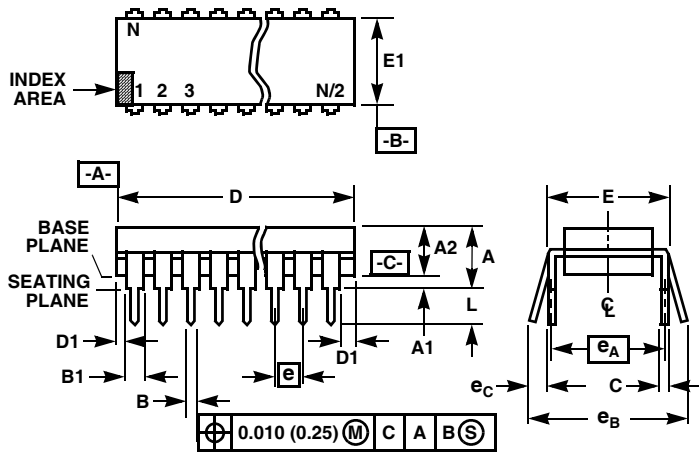 N
E1
INDEX
AREA
1 2 3 N/2
-B-
-A-
D
E
BASE
PLANE
A2
A
-C-
SEATING
PLANE
L
C
L
D1
A1
D1
eA
B1
e
eC
C
B
eB
0.010 (0.25) M C A B S